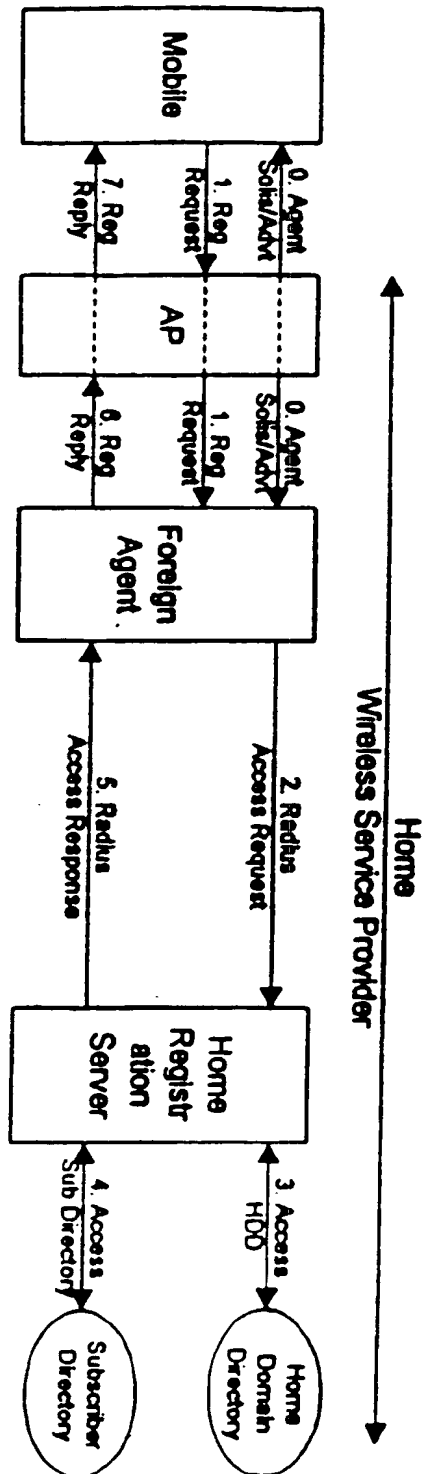 Home
Wireless Service Provider
Mobile
0. Agent
Solis/Advt
1. Reg
Request
7. Reg
Reply
AP
0. Agent
Solis/Advt
1. Reg
Request
6. Reg
Reply
Foreign
Agent
2. Radius
Access Request
5. Radius
Access Response
Home
Registr
ation
Server
3. Access
HDD
4. Access
Sub Directory
Home
Domain
Directory
Subscriber
Directory